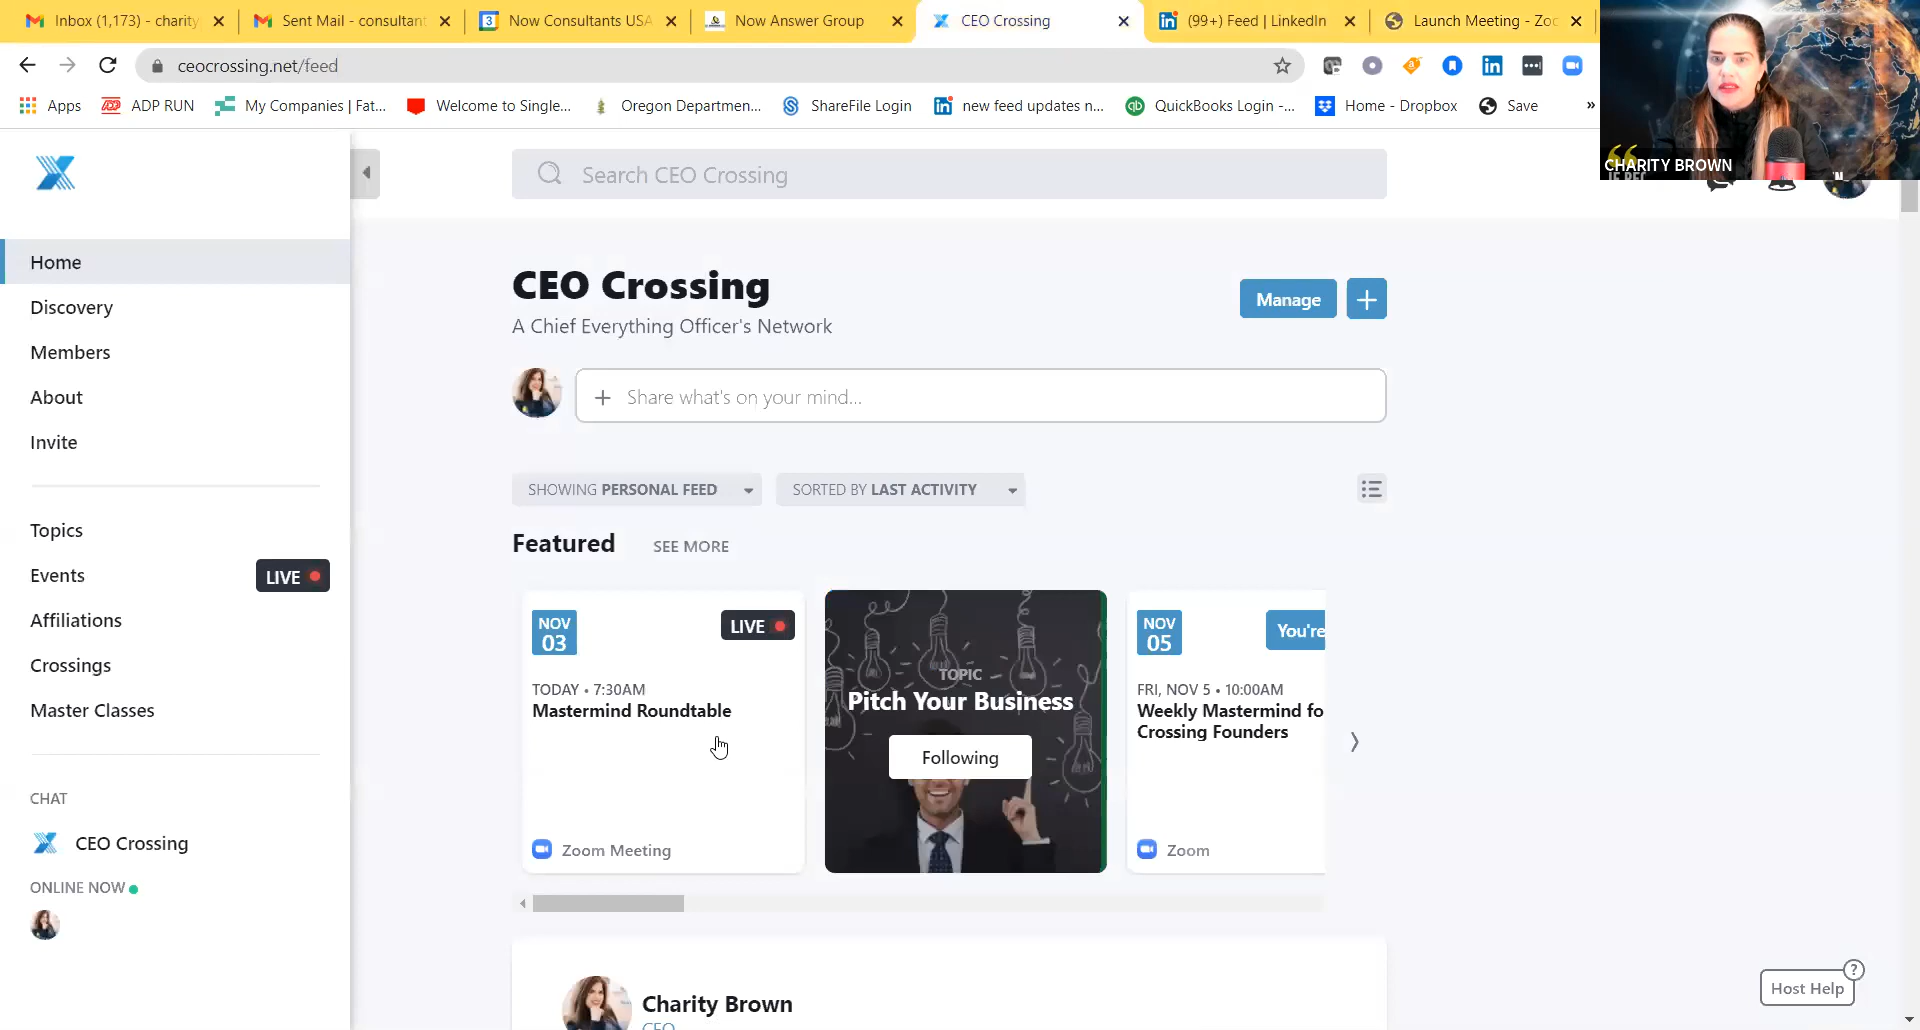 Inbox (1,173) - charity
Sent Mail - consultant
Now Consultants USA
Now Answer Group
CEO Crossing
(99+) Feed | LinkedIn
Launch Meeting - Zoo
ceocrossing.net/feed
Apps
ADP RUN
My Companies | Fat...
Welcome to Single...
Oregon Departmen...
ShareFile Login
new feed updates n...
QuickBooks Login -...
Home - Dropbox
Save
»
CHARITY BROWN
Search CEO Crossing
Home
Discovery
Members
About
Invite
Topics
Events
LIVE
Affiliations
Crossings
Master Classes
CHAT
CEO Crossing
ONLINE NOW
CEO Crossing
A Chief Everything Officer's Network
Manage
+
+ Share what's on your mind...
SHOWING PERSONAL FEED
SORTED BY LAST ACTIVITY
Featured
SEE MORE
NOV
03
LIVE
TODAY • 7:30AM
Mastermind Roundtable
Zoom Meeting
TOPIC
Pitch Your Business
Following
NOV
05
You're
FRI, NOV 5 • 10:00AM
Weekly Mastermind fo
Crossing Founders
Zoom
Charity Brown
CEO
Host Help
?